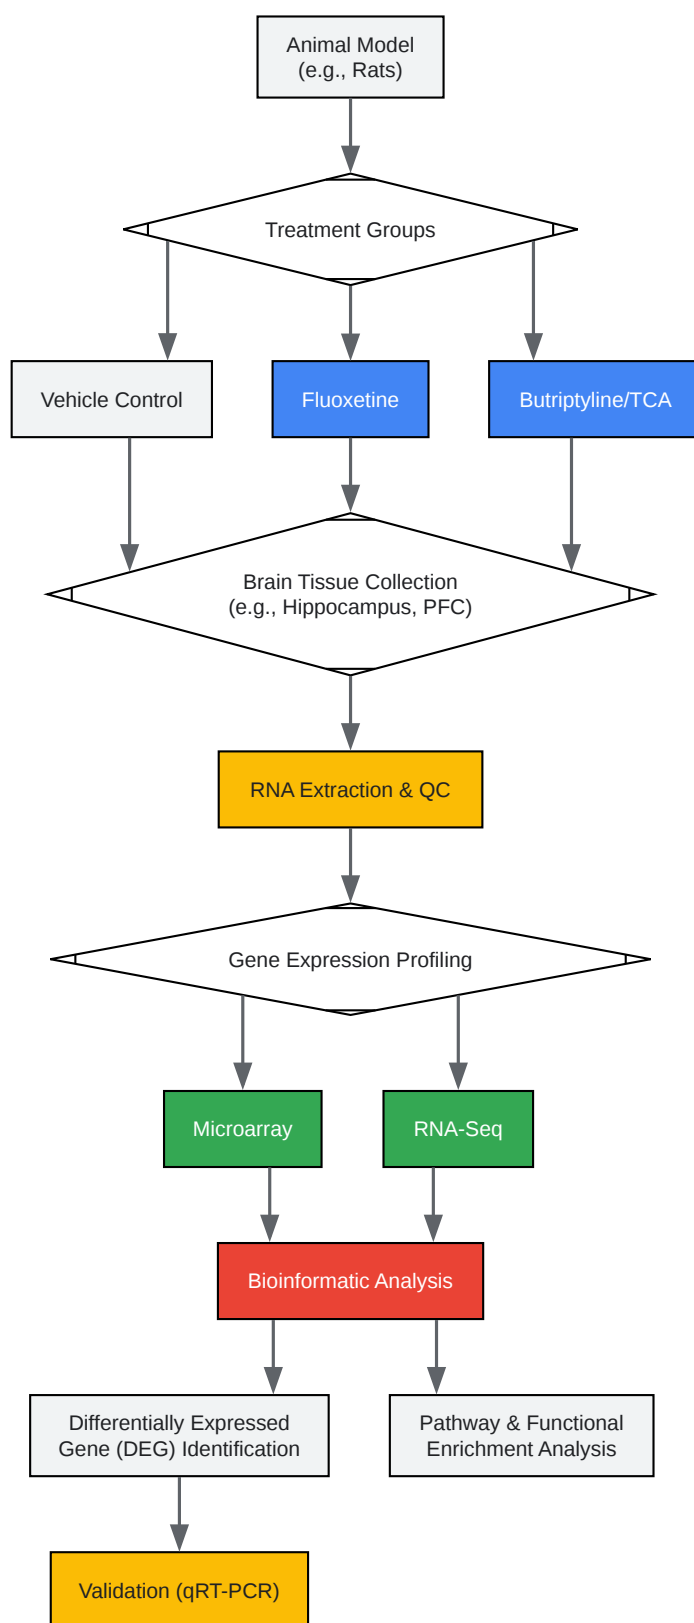 Animal Model
(e.g., Rats)
Treatment Groups
Vehicle Control
Fluoxetine
Butriptyline/TCA
Brain Tissue Collection
(e.g., Hippocampus, PFC)
RNA Extraction & QC
Gene Expression Profiling
Microarray
RNA-Seq
Bioinformatic Analysis
Differentially Expressed
Gene (DEG) Identification
Pathway & Functional
Enrichment Analysis
Validation (qRT-PCR)